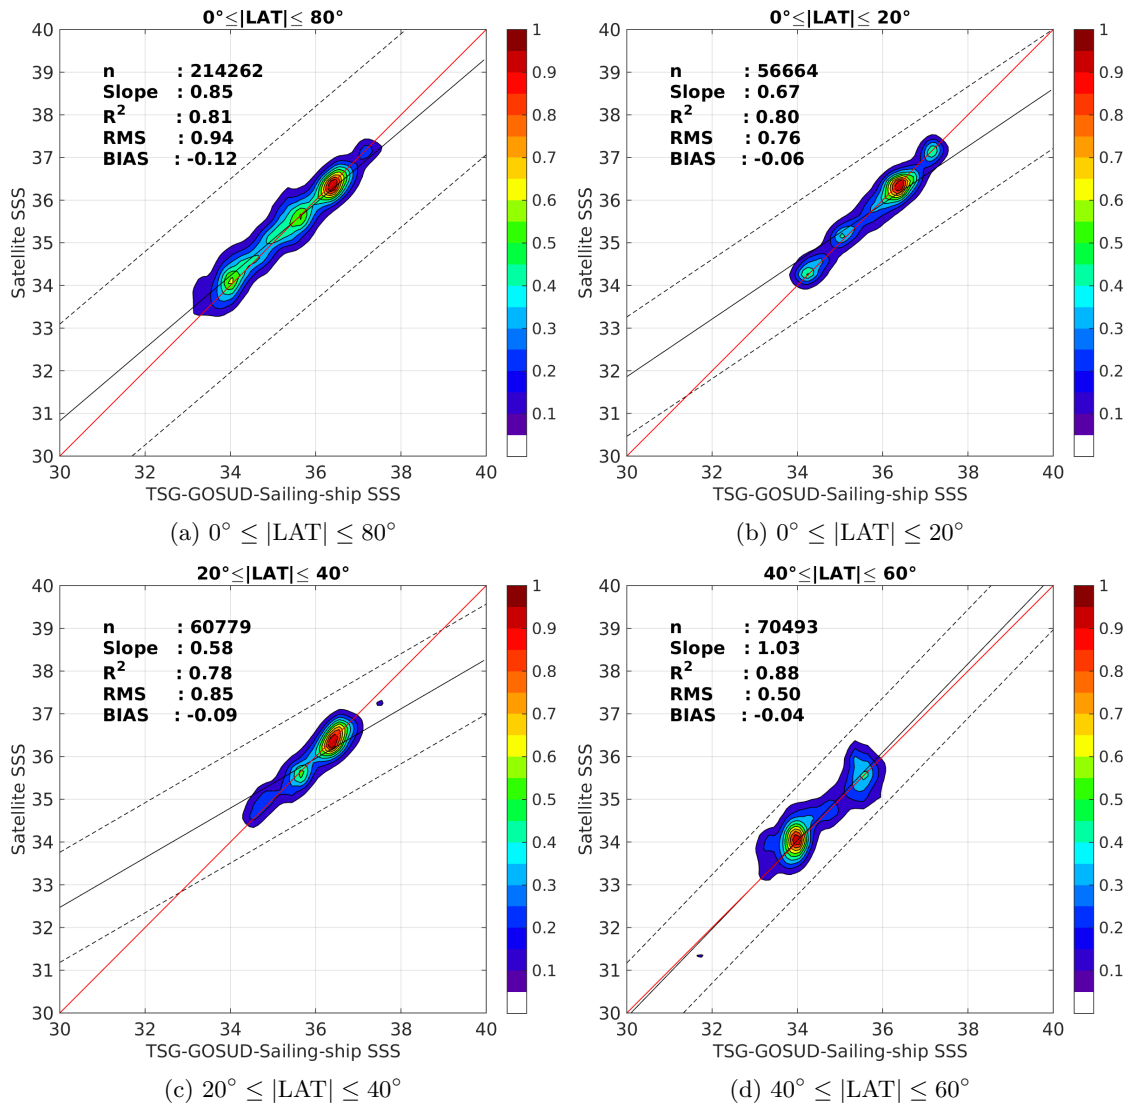 0°≤|LAT|≤ 80°
n : 214262
Slope : 0.85
R² : 0.81
RMS : 0.94
BIAS : -0.12
Satellite SSS
40
39
38
37
36
35
34
33
32
31
30
30 32 34 36 38 40
TSG-GOSUD-Sailing-ship SSS
1
0.9
0.8
0.7
0.6
0.5
0.4
0.3
0.2
0.1
(a) 0° ≤ |LAT| ≤ 80°
0°≤|LAT|≤ 20°
n : 56664
Slope : 0.67
R² : 0.80
RMS : 0.76
BIAS : -0.06
Satellite SSS
40
39
38
37
36
35
34
33
32
31
30
30 32 34 36 38 40
TSG-GOSUD-Sailing-ship SSS
1
0.9
0.8
0.7
0.6
0.5
0.4
0.3
0.2
0.1
(b) 0° ≤ |LAT| ≤ 20°
20°≤|LAT|≤ 40°
n : 60779
Slope : 0.58
R² : 0.78
RMS : 0.85
BIAS : -0.09
Satellite SSS
40
39
38
37
36
35
34
33
32
31
30
30 32 34 36 38 40
TSG-GOSUD-Sailing-ship SSS
1
0.9
0.8
0.7
0.6
0.5
0.4
0.3
0.2
0.1
(c) 20° ≤ |LAT| ≤ 40°
40°≤|LAT|≤ 60°
n : 70493
Slope : 1.03
R² : 0.88
RMS : 0.50
BIAS : -0.04
Satellite SSS
40
39
38
37
36
35
34
33
32
31
30
30 32 34 36 38 40
TSG-GOSUD-Sailing-ship SSS
1
0.9
0.8
0.7
0.6
0.5
0.4
0.3
0.2
0.1
(d) 40° ≤ |LAT| ≤ 60°